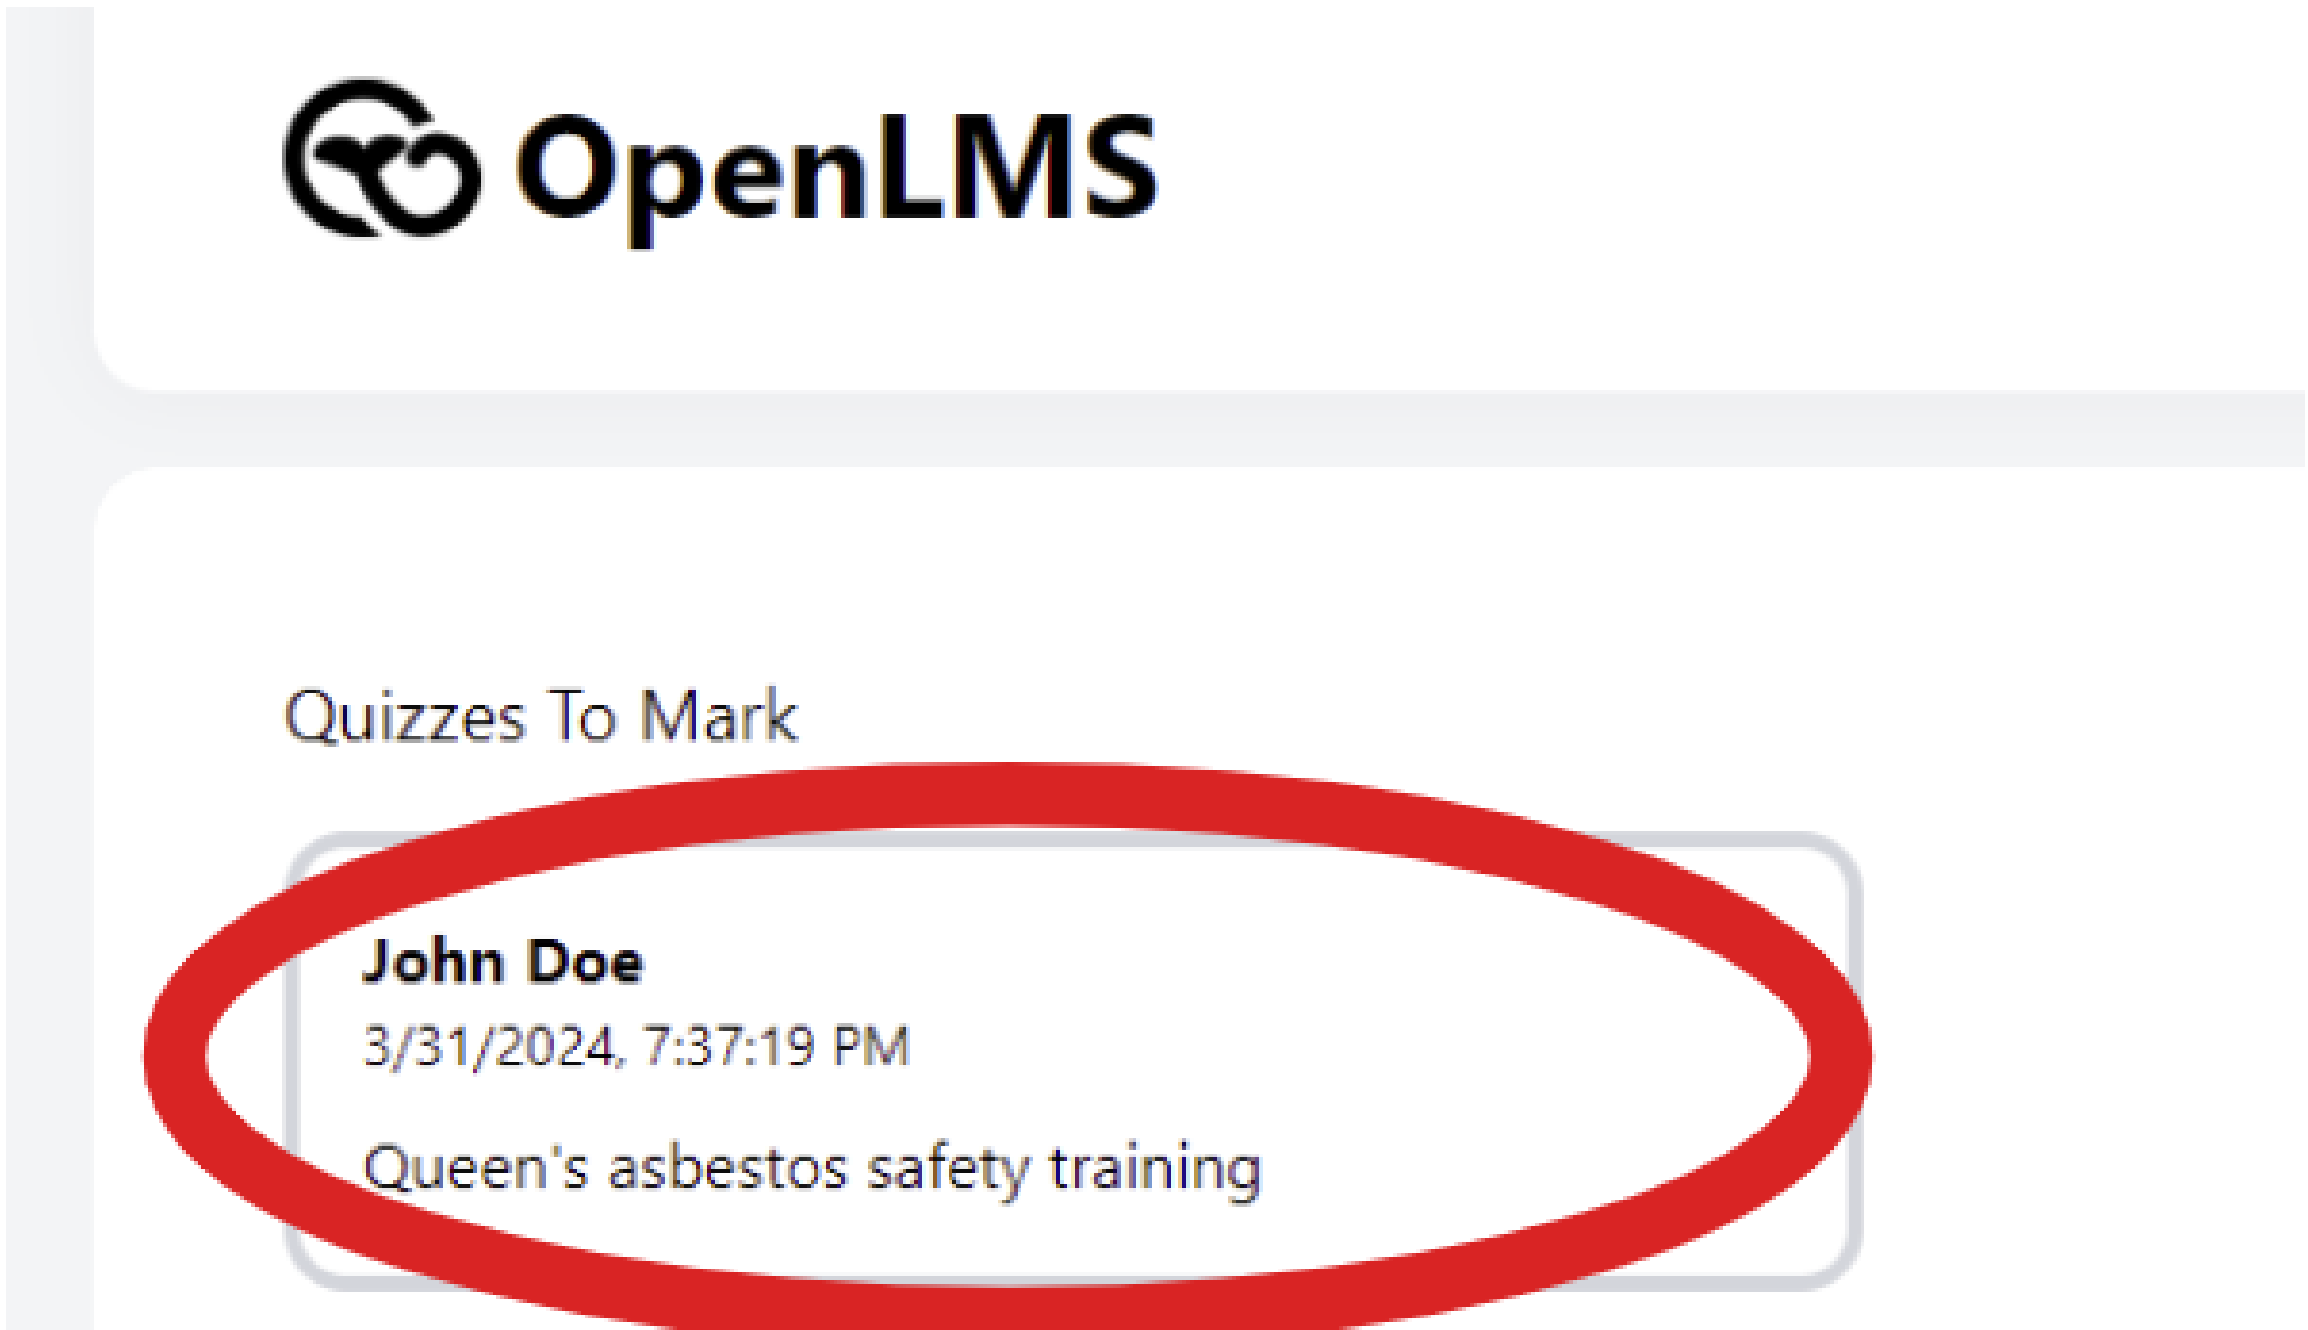 OpenLMS
Quizzes To Mark
John Doe
3/31/2024, 7:37:19 PM
Queen's asbestos safety training